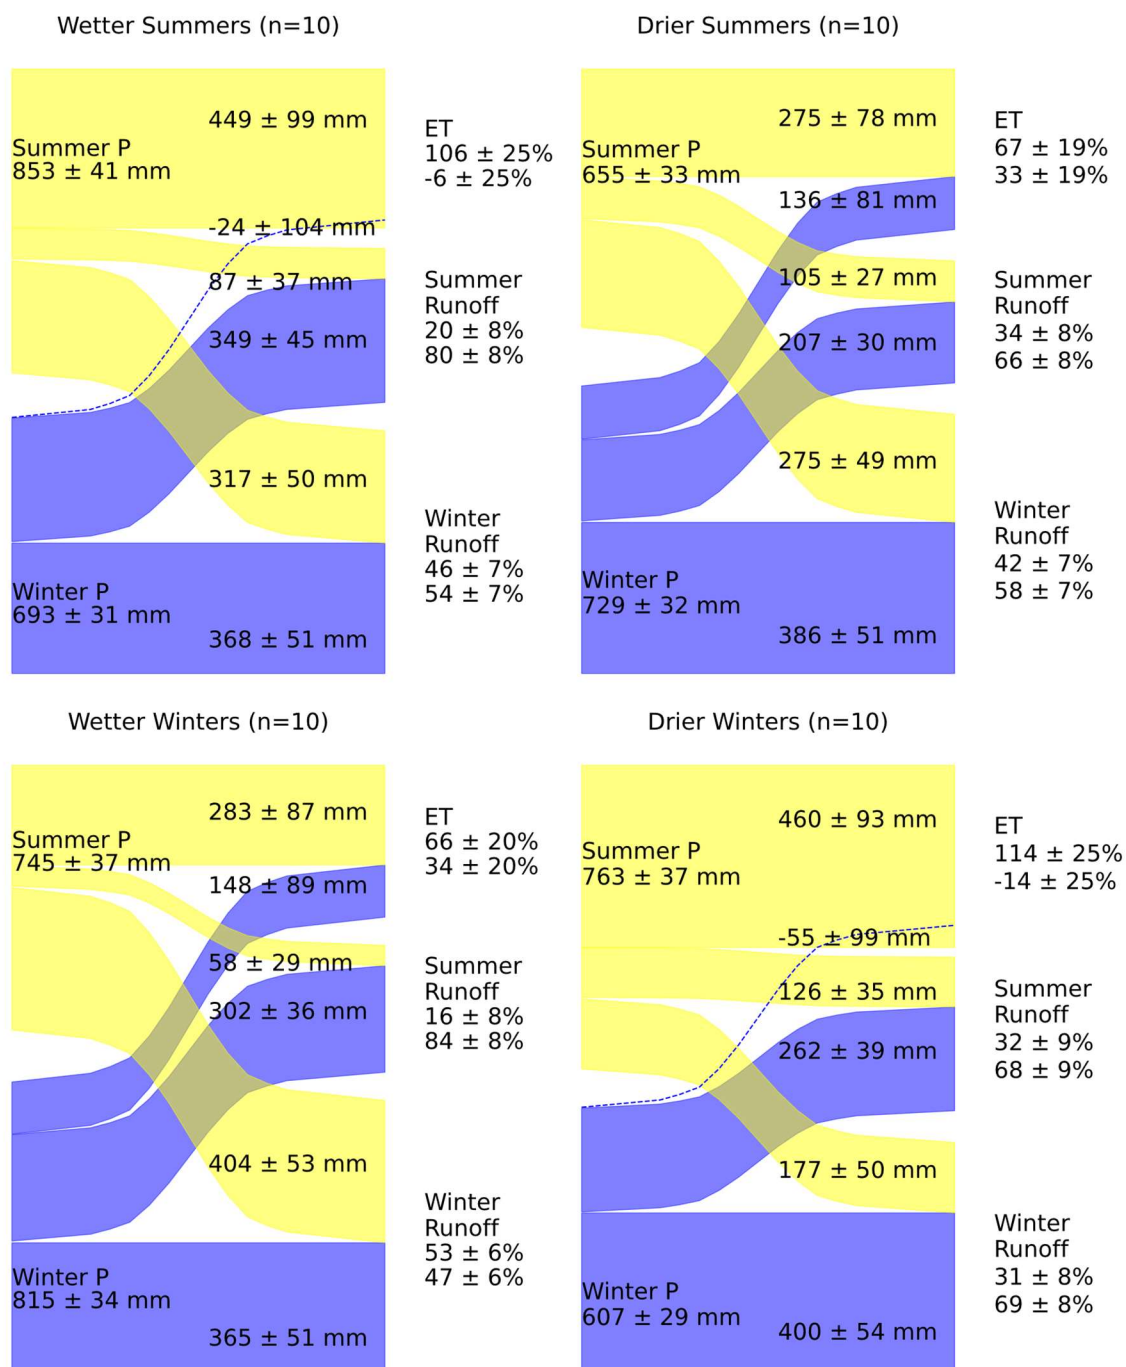 Wetter Summers (n=10)
449 ± 99 mm
Summer P
853 ± 41 mm
-24 ± 104 mm
87 ± 37 mm
349 ± 45 mm
317 ± 50 mm
Winter P
693 ± 31 mm
368 ± 51 mm
ET
106 ± 25%
-6 ± 25%
Summer
Runoff
20 ± 8%
80 ± 8%
Winter
Runoff
46 ± 7%
54 ± 7%
Drier Summers (n=10)
275 ± 78 mm
Summer P
655 ± 33 mm
136 ± 81 mm
105 ± 27 mm
207 ± 30 mm
275 ± 49 mm
Winter P
729 ± 32 mm
386 ± 51 mm
ET
67 ± 19%
33 ± 19%
Summer
Runoff
34 ± 8%
66 ± 8%
Winter
Runoff
42 ± 7%
58 ± 7%
Wetter Winters (n=10)
283 ± 87 mm
Summer P
745 ± 37 mm
148 ± 89 mm
58 ± 29 mm
302 ± 36 mm
404 ± 53 mm
Winter P
815 ± 34 mm
365 ± 51 mm
ET
66 ± 20%
34 ± 20%
Summer
Runoff
16 ± 8%
84 ± 8%
Winter
Runoff
53 ± 6%
47 ± 6%
Drier Winters (n=10)
460 ± 93 mm
Summer P
763 ± 37 mm
-55 ± 99 mm
126 ± 35 mm
262 ± 39 mm
177 ± 50 mm
Winter P
607 ± 29 mm
400 ± 54 mm
ET
114 ± 25%
-14 ± 25%
Summer
Runoff
32 ± 9%
68 ± 9%
Winter
Runoff
31 ± 8%
69 ± 8%